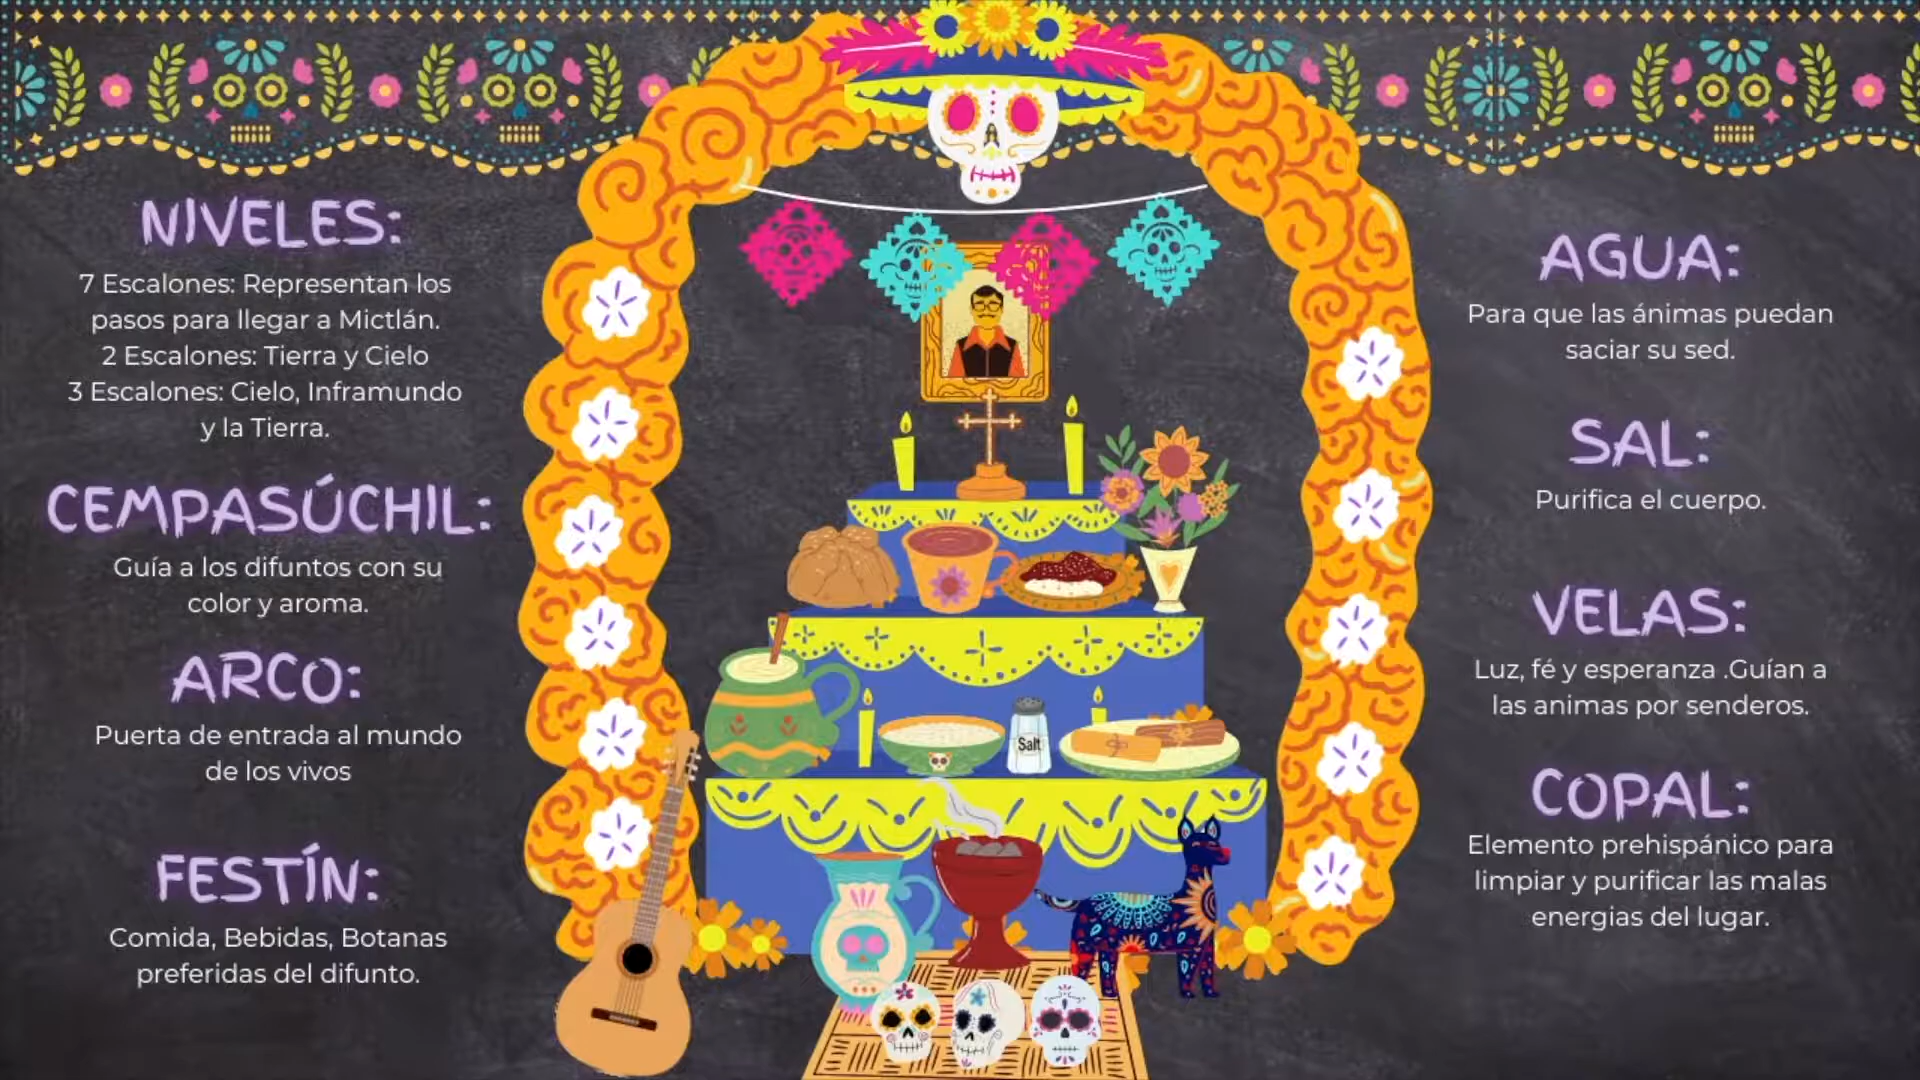 NIVELES:
7 Escalones: Representan los
pasos para llegar a Mictlán.
2 Escalones: Tierra y Cielo
3 Escalones: Cielo, Inframundo
y la Tierra.
CEMPASÚCHIL:
Guía a los difuntos con su
color y aroma.
ARCO:
Puerta de entrada al mundo
de los vivos
FESTÍN:
Comida, Bebidas, Botanas
preferidas del difunto.
Salt
AGUA:
Para que las ánimas puedan
saciar su sed.
SAL:
Purifica el cuerpo.
VELAS:
Luz, fé y esperanza .Guían a
las animas por senderos.
COPAL:
Elemento prehispánico para
limpiar y purificar las malas
energias del lugar.